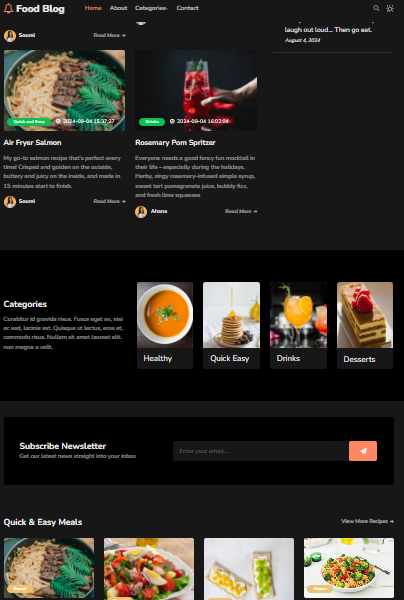 Food Blog
Home About Categories Contact
laugh out loud... Then go eat.
August 4, 2024
Soumi Read More →
Quick and Easy 2024-09-04 15:37:37
Air Fryer Salmon
My go-to salmon recipe that's perfect every
time! Crisped and golden on the outside,
buttery and juicy on the inside, and made in
15 minutes start to finish.
Soumi Read More →
Drinks 2024-09-04 16:02:04
Rosemary Pom Spritzer
Everyone needs a good fancy fun mocktail in
their life – especially during the holidays.
Herby, zingy rosemary-infused simple syrup,
sweet tart pomegranate juice, bubbly fizz,
and fresh lime squeezes
Ahana Read More →
Categories
Curabitur id gravida risus. Fusce eget ex, nisi
ac sed, lacinia est. Quisque ut lectus, eros et,
commodo risus. Nullam sit amet laoreet elit.
non magna a velit.
Healthy
Quick Easy
Drinks
Desserts
Subscribe Newsletter
Get our latest news straight into your inbox
Enter your email...
Quick & Easy Meals
View More Recipes →